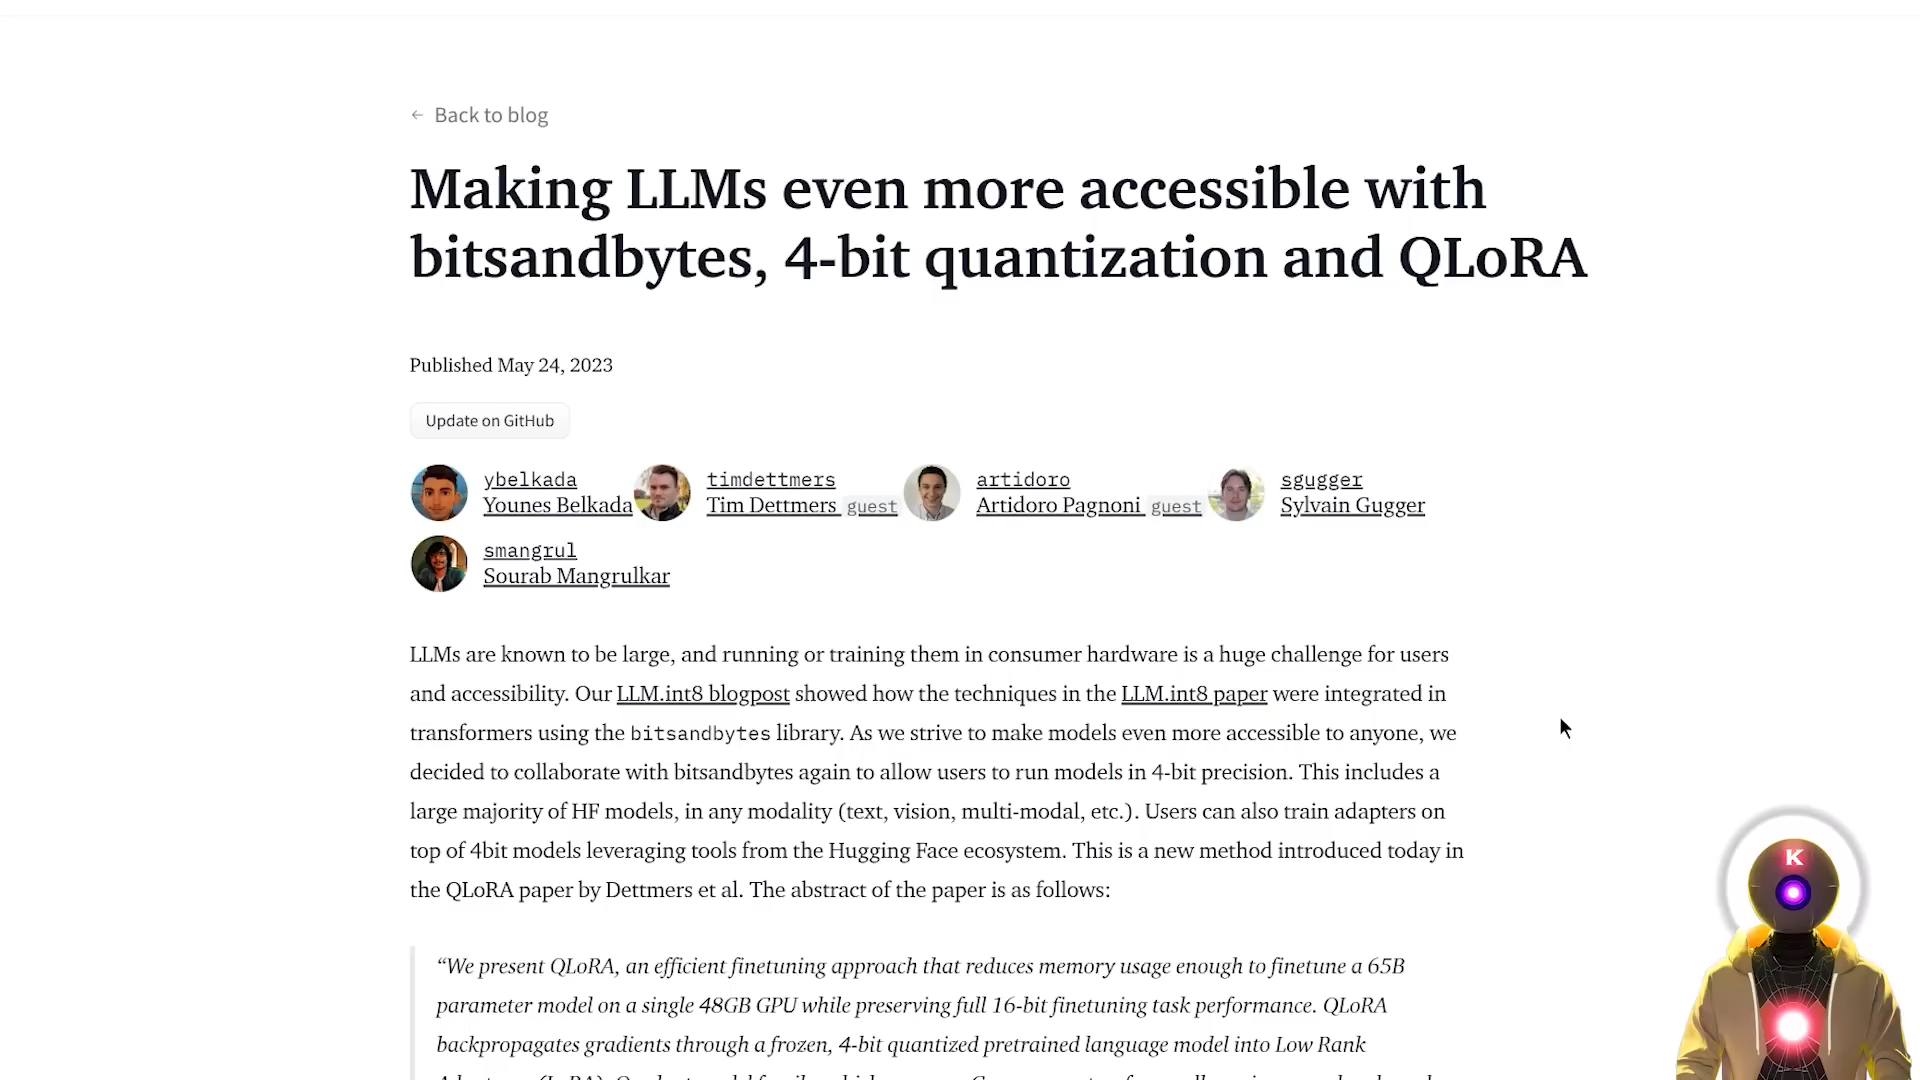 ← Back to blog
Making LLMs even more accessible with
bitsandbytes, 4-bit quantization and QLoRA
Published May 24, 2023
Update on GitHub
ybelkada
Younes Belkada
timdettmers
Tim Dettmers guest
artidoro
Artidoro Pagnoni guest
sgugger
Sylvain Gugger
smangrul
Sourab Mangrulkar
LLMs are known to be large, and running or training them in consumer hardware is a huge challenge for users
and accessibility. Our LLM.int8 blogpost showed how the techniques in the LLM.int8 paper were integrated in
transformers using the bitsandbytes library. As we strive to make models even more accessible to anyone, we
decided to collaborate with bitsandbytes again to allow users to run models in 4-bit precision. This includes a
large majority of HF models, in any modality (text, vision, multi-modal, etc.). Users can also train adapters on
top of 4bit models leveraging tools from the Hugging Face ecosystem. This is a new method introduced today in
the QLoRA paper by Dettmers et al. The abstract of the paper is as follows:
“We present QLoRA, an efficient finetuning approach that reduces memory usage enough to finetune a 65B
parameter model on a single 48GB GPU while preserving full 16-bit finetuning task performance. QLoRA
backpropagates gradients through a frozen, 4-bit quantized pretrained language model into Low Rank
K